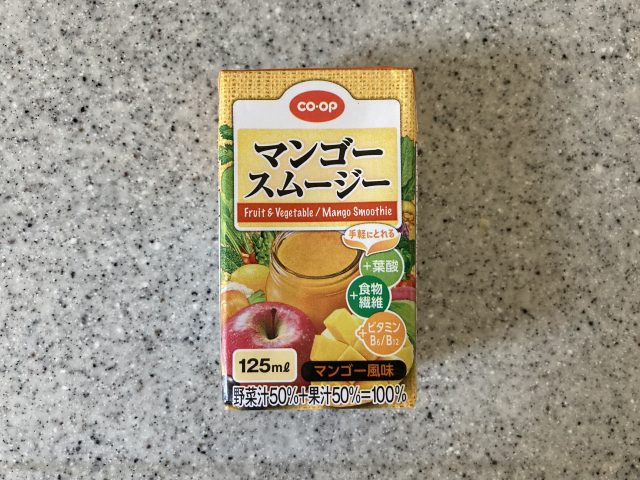 CO·OP
マンゴー
スムージー
Fruit & Vegetable / Mango Smoothie
手軽にとれる
+葉酸
+食物
繊維
+ビタミン
B6/B12
125mℓ
マンゴー風味
野菜汁50%+果汁50%=100%